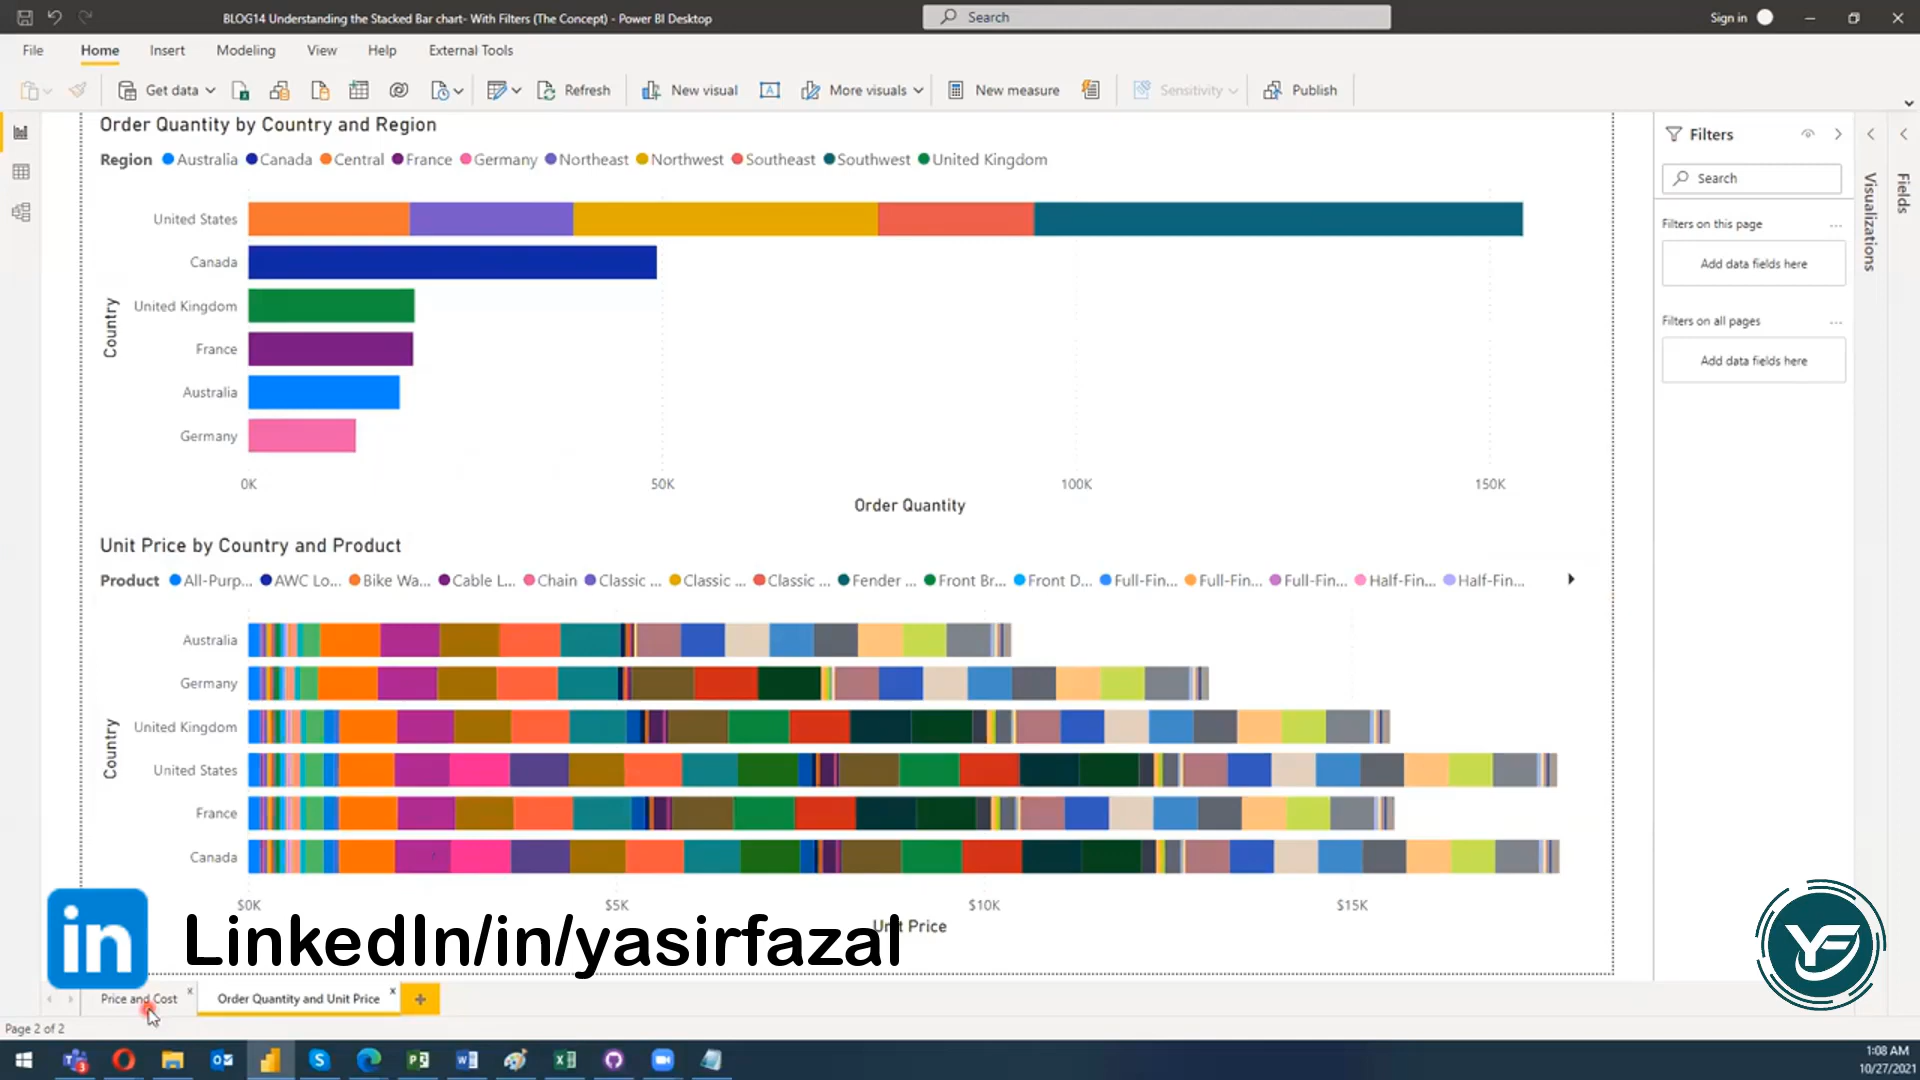 BLOG14 Understanding the Stacked Bar chart- With Filters (The Concept) - Power BI Desktop
Search
Sign in
File
Home
Insert
Modeling
View
Help
External Tools
Get data
Refresh
New visual
More visuals
New measure
Sensitivity
Publish
Order Quantity by Country and Region
Region Australia Canada Central France Germany Northeast Northwest Southeast Southwest United Kingdom
United States
Canada
United Kingdom
France
Australia
Germany
Country
0K 50K 100K 150K
Order Quantity
Unit Price by Country and Product
Product All-Purp... AWC Lo... Bike Wa... Cable L... Chain Classic ... Classic ... Classic ... Fender ... Front Br... Front D... Full-Fin... Full-Fin... Full-Fin... Half-Fin... Half-Fin...
Australia
Germany
United Kingdom
United States
France
Canada
Country
$0K $5K $10K $15K
Unit Price
Filters
Search
Filters on this page ...
Add data fields here
Filters on all pages ...
Add data fields here
Visualizations
Fields
in
LinkedIn/in/yasirfazal
YF
Price and Cost
Order Quantity and Unit Price
Page 2 of 2
1:08 AM
10/27/2021